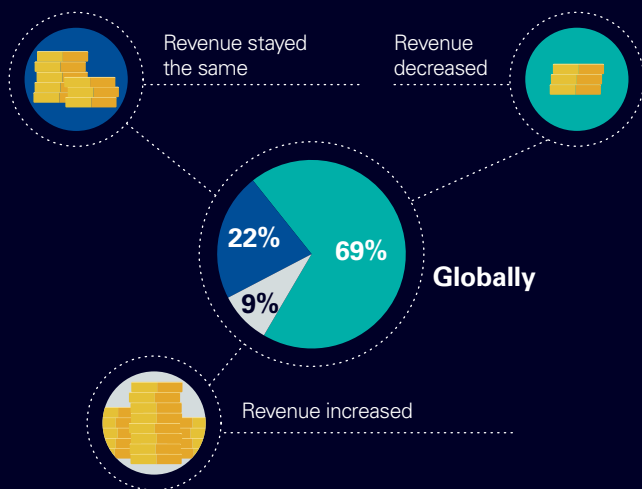 Revenue stayed
the same
Revenue
decreased
22%
69%
9%
Globally
Revenue increased